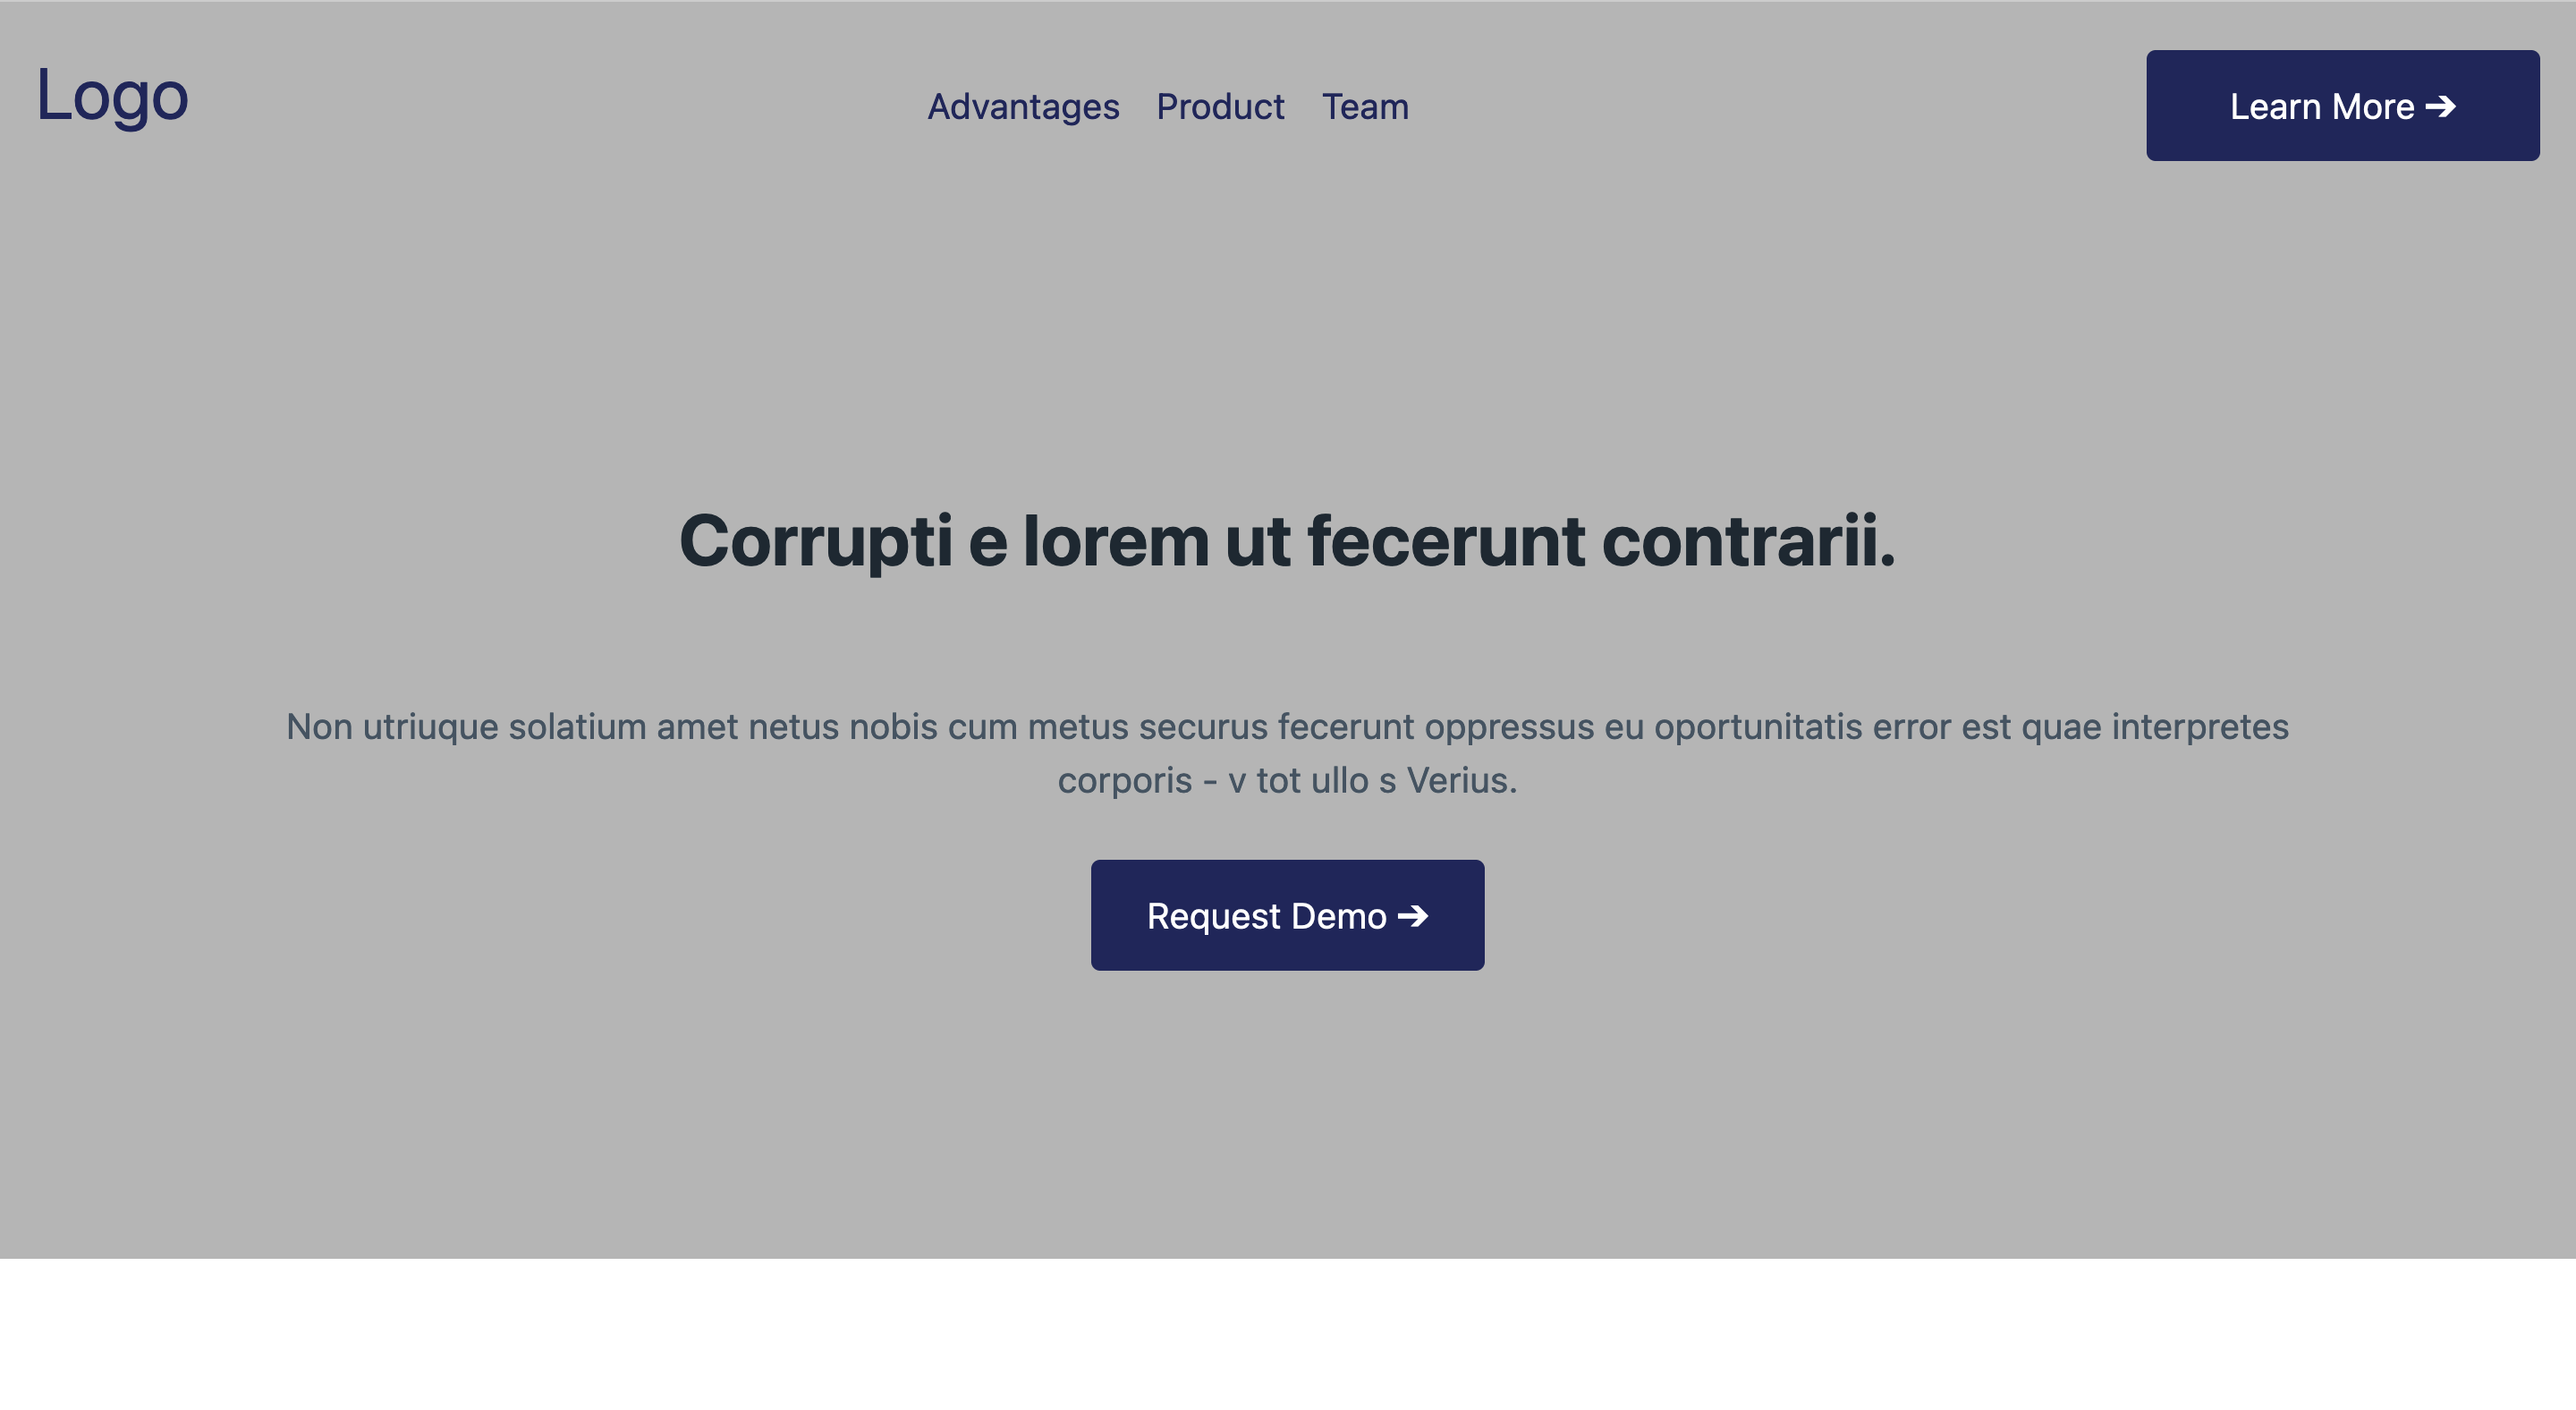 Logo
Advantages Product Team
Learn More →
Corrupti e lorem ut fecerunt contrarii.
Non utriuque solatium amet netus nobis cum metus securus fecerunt oppressus eu oportunitatis error est quae interpretes
corporis - v tot ullo s Verius.
Request Demo →